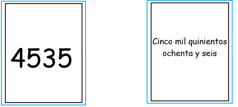 4535
Cinco mil quinientos
ochenta y seis